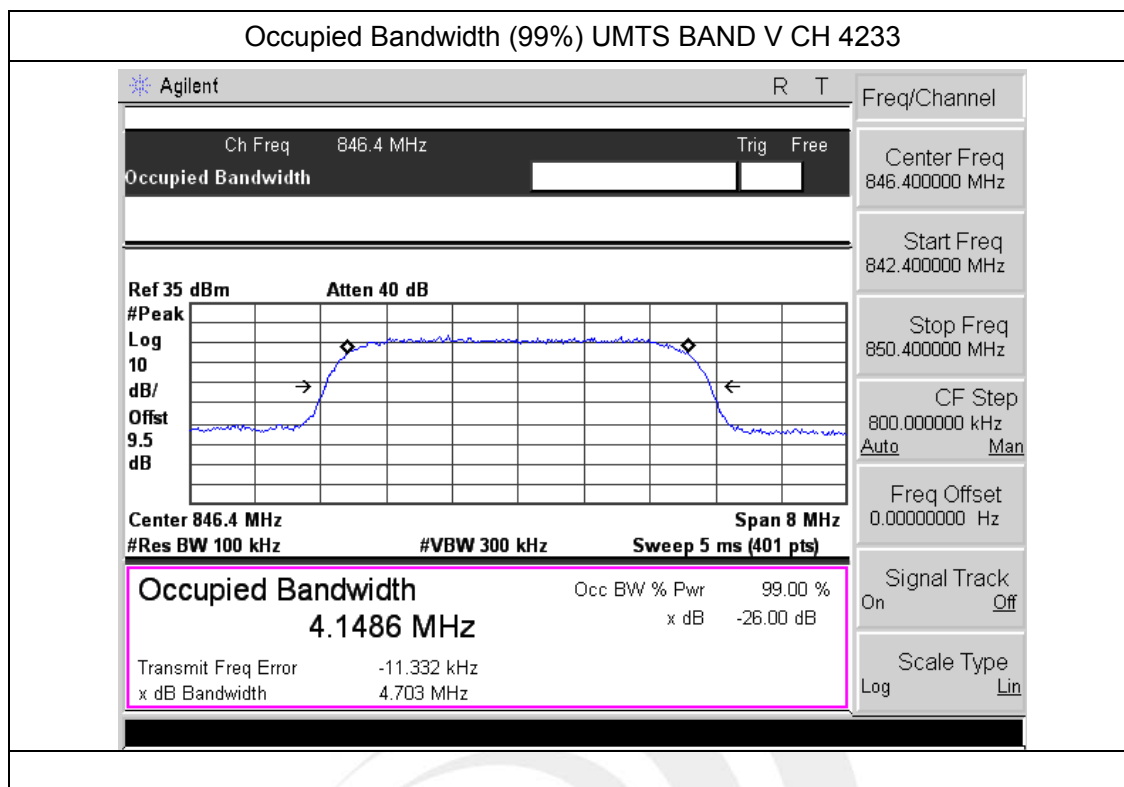 Occupied Bandwidth (99%) UMTS BAND V CH 4233
Agilent R T
Ch Freq 846.4 MHz Trig Free
Occupied Bandwidth
Ref 35 dBm Atten 40 dB
#Peak
Log
10
dB/
Offst
9.5
dB
Center 846.4 MHz Span 8 MHz
#Res BW 100 kHz #VBW 300 kHz Sweep 5 ms (401 pts)
Occupied Bandwidth
4.1486 MHz
Occ BW % Pwr 99.00 %
x dB -26.00 dB
Transmit Freq Error -11.332 kHz
x dB Bandwidth 4.703 MHz
Freq/Channel
Center Freq
846.400000 MHz
Start Freq
842.400000 MHz
Stop Freq
850.400000 MHz
CF Step
800.000000 kHz
Auto Man
Freq Offset
0.00000000 Hz
Signal Track
On Off
Scale Type
Log Lin